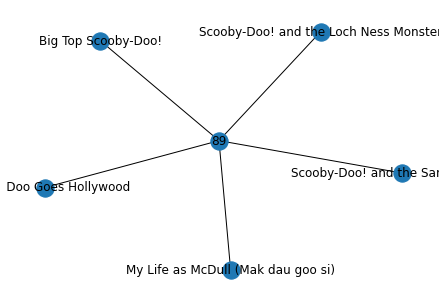 Scooby-Doo! and the Loch Ness Monster
Big Top Scooby-Doo!
89
Scooby-Doo! and the
Doo Goes Hollywood
My Life as McDull (Mak dau goo si)